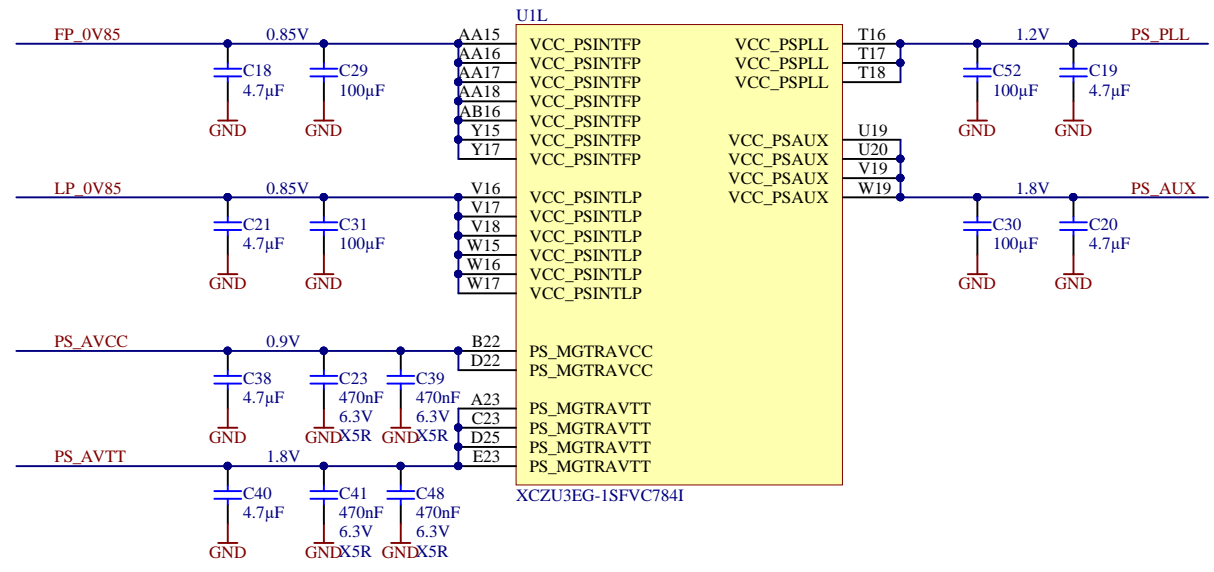 U1L
FP_0V85 0.85V AA15 VCC_PSINTFP VCC_PSPLL T16 1.2V PS_PLL
AA16 VCC_PSINTFP VCC_PSPLL T17
C18 C29 AA17 VCC_PSINTFP VCC_PSPLL T18 C52 C19
4.7µF 100µF AA18 VCC_PSINTFP 100µF 4.7µF
AB16 VCC_PSINTFP
GND GND Y15 VCC_PSINTFP VCC_PSAUX U19 GND GND
Y17 VCC_PSINTFP VCC_PSAUX U20
VCC_PSAUX V19
LP_0V85 0.85V V16 VCC_PSINTLP VCC_PSAUX W19 1.8V PS_AUX
V17 VCC_PSINTLP
C21 C31 V18 VCC_PSINTLP C30 C20
4.7µF 100µF W15 VCC_PSINTLP 100µF 4.7µF
W16 VCC_PSINTLP
GND GND W17 VCC_PSINTLP GND GND
PS_AVCC 0.9V B22 PS_MGTRAVCC
D22 PS_MGTRAVCC
C38 C23 C39
4.7µF 470nF 470nF A23 PS_MGTRAVTT
6.3V 6.3V C23 PS_MGTRAVTT
GND GND X5R GND X5R D25 PS_MGTRAVTT
PS_AVTT 1.8V E23 PS_MGTRAVTT
C40 C41 C48 XCZU3EG-1SFVC784I
4.7µF 470nF 470nF
6.3V 6.3V
GND GND X5R GND X5R